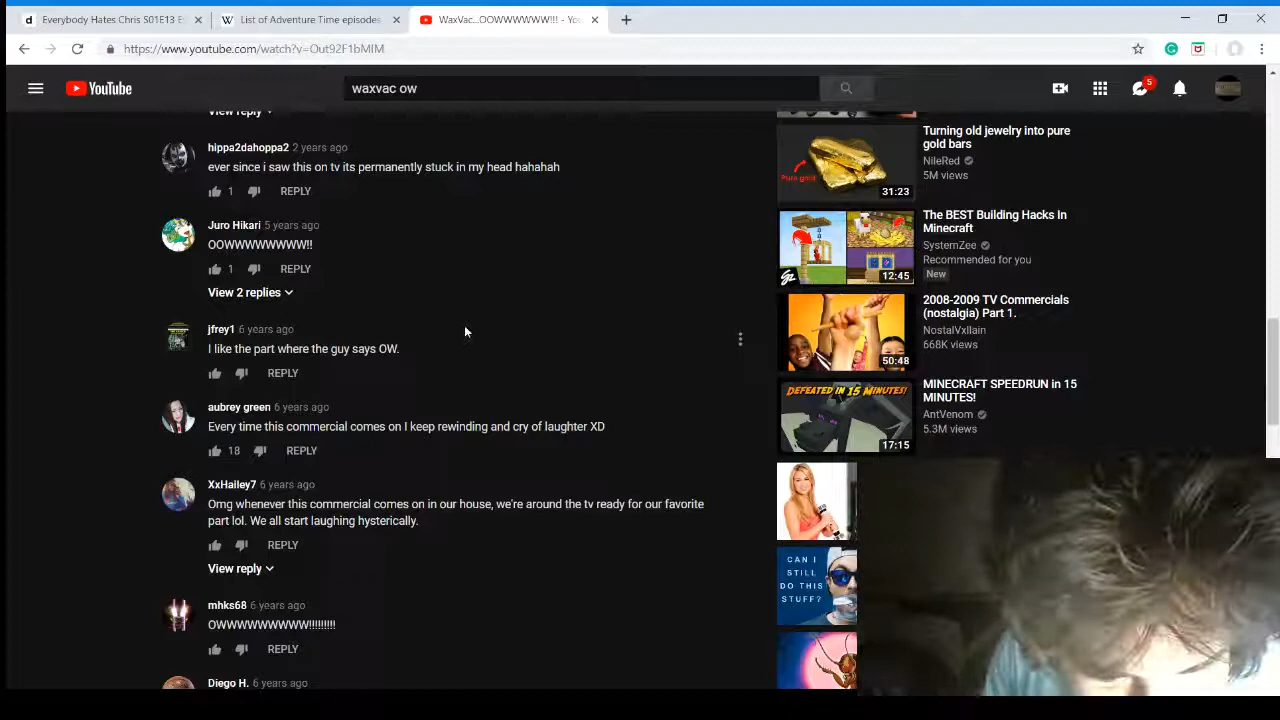 Everybody Hates Chris S01E13 E
List of Adventure Time episodes
WaxVac...OOWWWWWW!!! - You
https://www.youtube.com/watch?v=Out92F1bMIM
YouTube
waxvac ow
5
View reply
hippa2dahoppa2 2 years ago
ever since i saw this on tv its permanently stuck in my head hahahah
1 REPLY
Juro Hikari 5 years ago
OOWWWWWWWW!!
1 REPLY
View 2 replies
jfrey1 6 years ago
I like the part where the guy says OW.
REPLY
aubrey green 6 years ago
Every time this commercial comes on I keep rewinding and cry of laughter XD
18 REPLY
XxHailey7 6 years ago
Omg whenever this commercial comes on in our house, we're around the tv ready for our favorite
part lol. We all start laughing hysterically.
REPLY
View reply
mhks68 6 years ago
OWWWWWWWWW!!!!!!!!!
REPLY
Diego H. 6 years ago
Pure gold
31:23
Turning old jewelry into pure
gold bars
NileRed
5M views
12:45
The BEST Building Hacks In
Minecraft
SystemZee
Recommended for you
New
50:48
2008-2009 TV Commercials
(nostalgia) Part 1.
NostalVxllain
668K views
DEFEATED IN 15 MINUTES!
17:15
MINECRAFT SPEEDRUN in 15
MINUTES!
AntVenom
5.3M views
CAN I
STILL
DO THIS
STUFF?